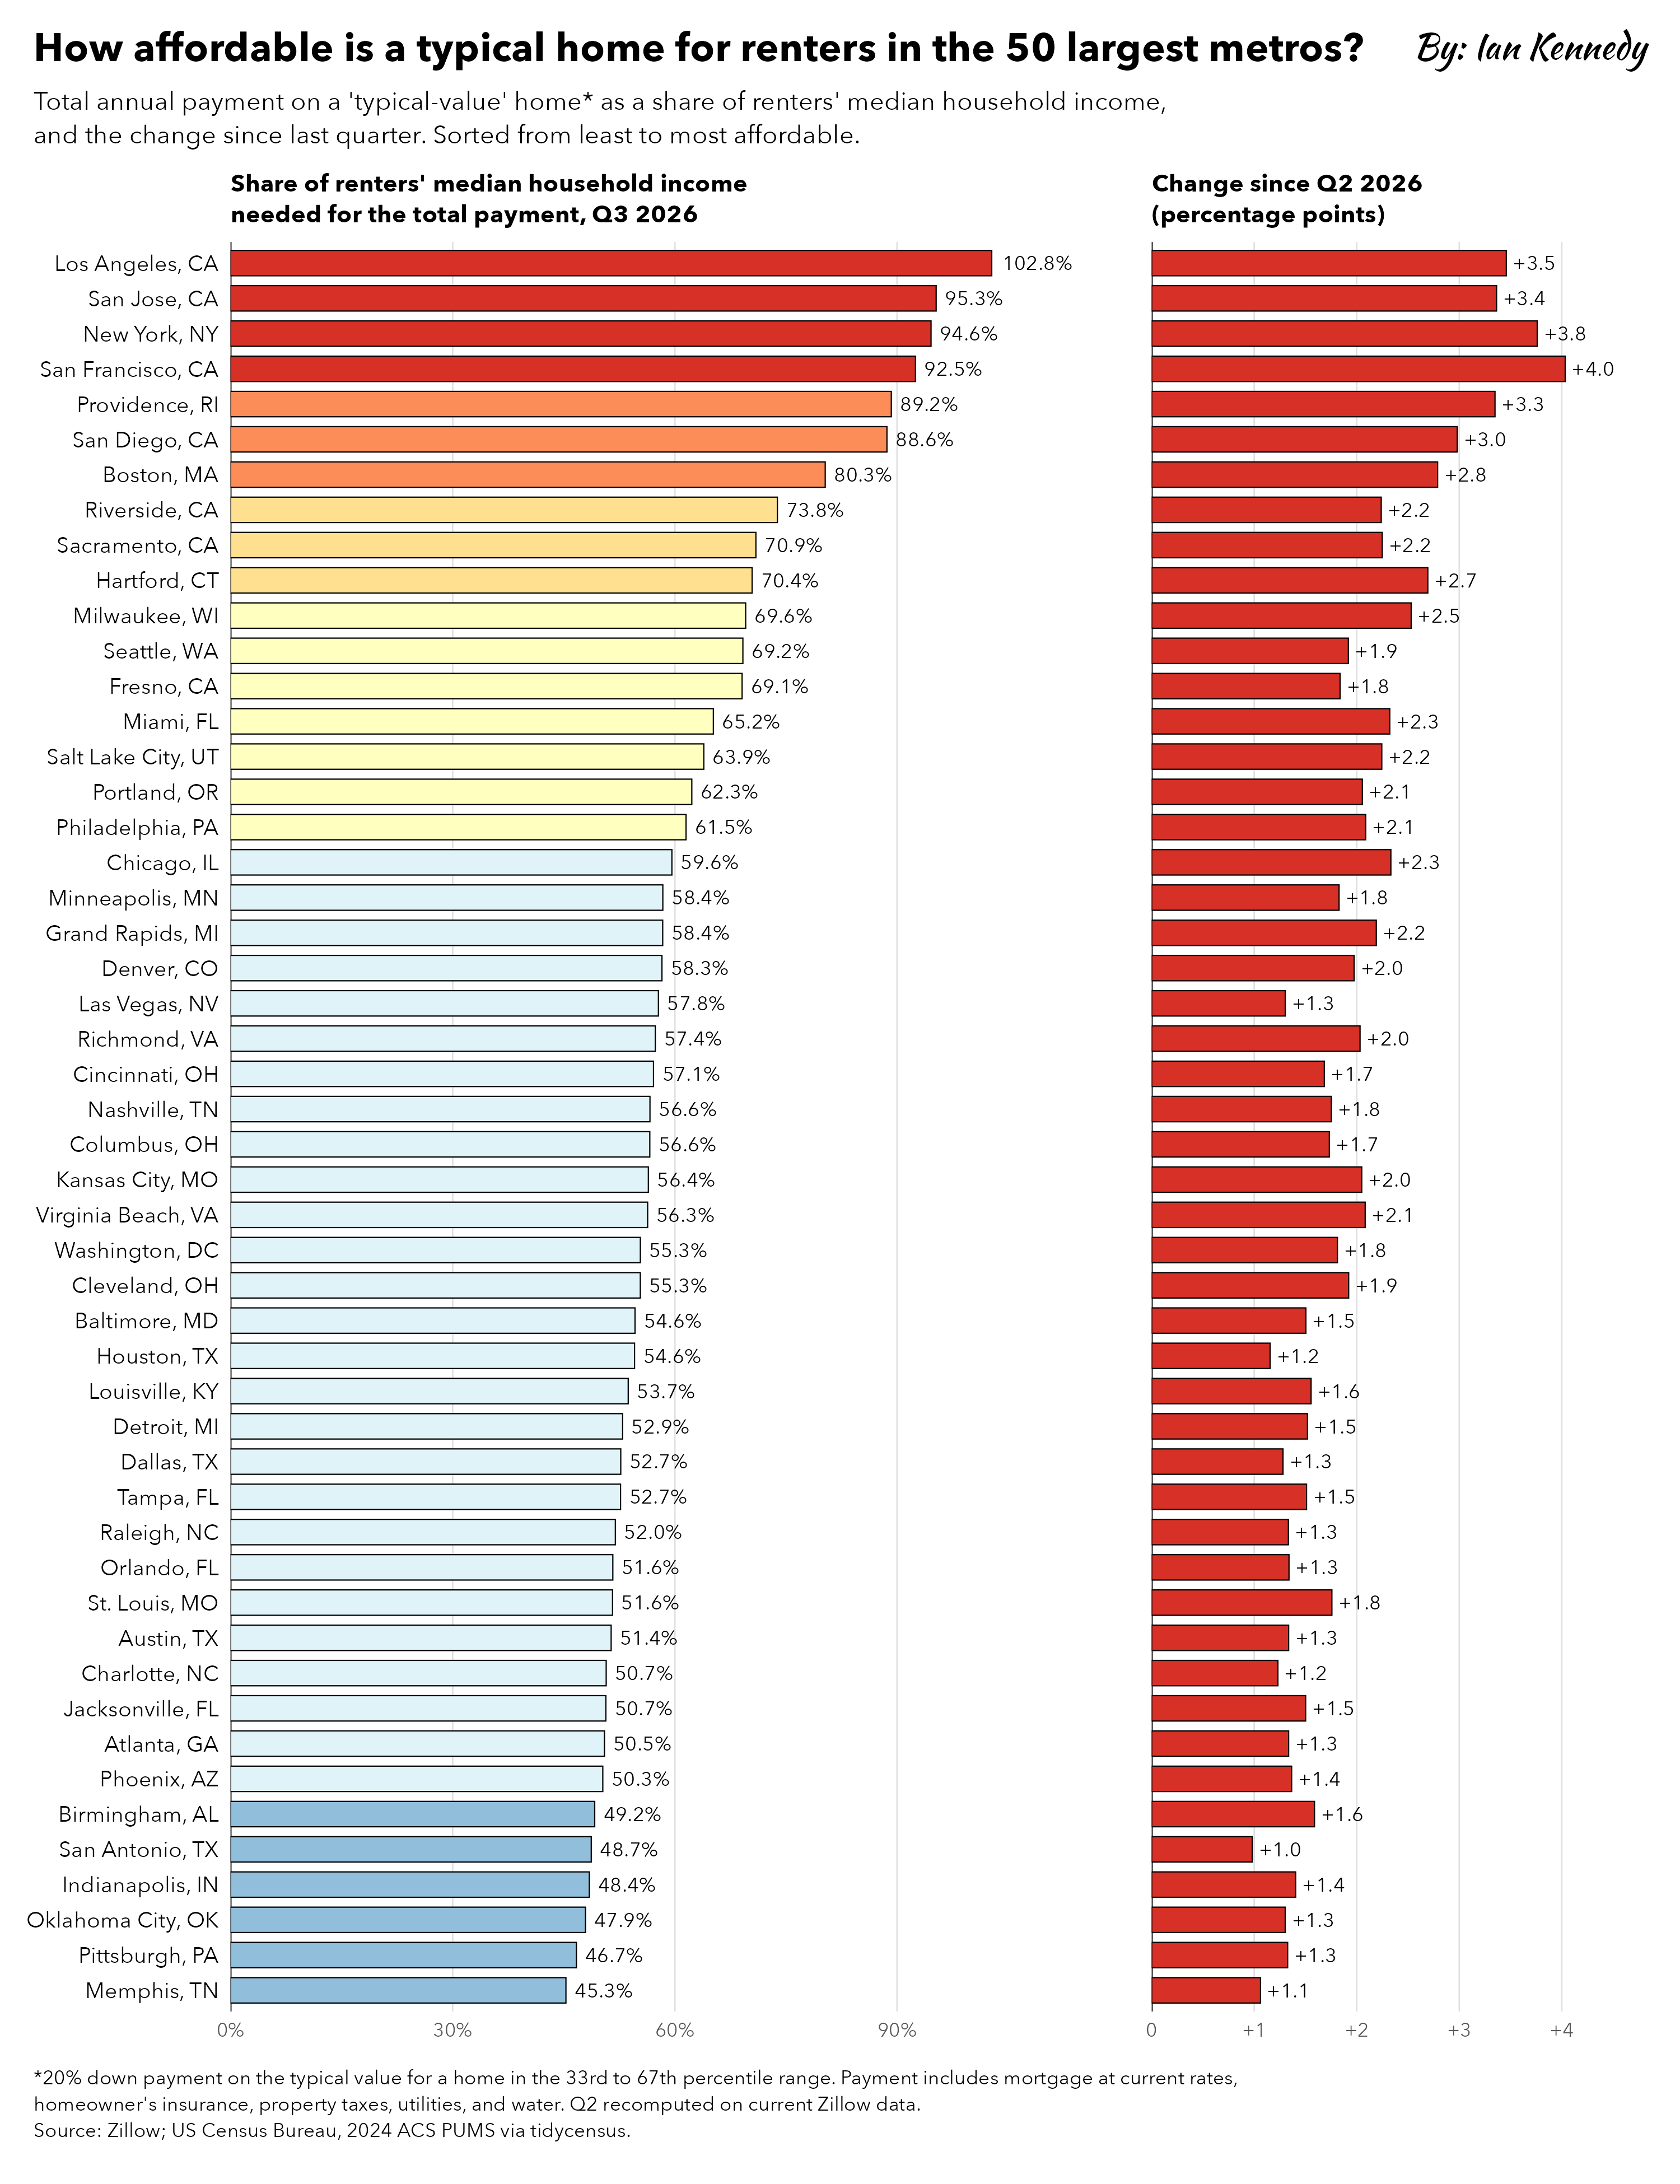 How affordable is a typical home for renters in the 50 largest metros?
By: Ian Kennedy
Total annual payment on a 'typical-value' home* as a share of renters' median household income,
and the change since last quarter. Sorted from least to most affordable.
Share of renters' median household income
needed for the total payment, Q3 2026
Change since Q2 2026
(percentage points)
Los Angeles, CA 102.8% +3.5
San Jose, CA 95.3% +3.4
New York, NY 94.6% +3.8
San Francisco, CA 92.5% +4.0
Providence, RI 89.2% +3.3
San Diego, CA 88.6% +3.0
Boston, MA 80.3% +2.8
Riverside, CA 73.8% +2.2
Sacramento, CA 70.9% +2.2
Hartford, CT 70.4% +2.7
Milwaukee, WI 69.6% +2.5
Seattle, WA 69.2% +1.9
Fresno, CA 69.1% +1.8
Miami, FL 65.2% +2.3
Salt Lake City, UT 63.9% +2.2
Portland, OR 62.3% +2.1
Philadelphia, PA 61.5% +2.1
Chicago, IL 59.6% +2.3
Minneapolis, MN 58.4% +1.8
Grand Rapids, MI 58.4% +2.2
Denver, CO 58.3% +2.0
Las Vegas, NV 57.8% +1.3
Richmond, VA 57.4% +2.0
Cincinnati, OH 57.1% +1.7
Nashville, TN 56.6% +1.8
Columbus, OH 56.6% +1.7
Kansas City, MO 56.4% +2.0
Virginia Beach, VA 56.3% +2.1
Washington, DC 55.3% +1.8
Cleveland, OH 55.3% +1.9
Baltimore, MD 54.6% +1.5
Houston, TX 54.6% +1.2
Louisville, KY 53.7% +1.6
Detroit, MI 52.9% +1.5
Dallas, TX 52.7% +1.3
Tampa, FL 52.7% +1.5
Raleigh, NC 52.0% +1.3
Orlando, FL 51.6% +1.3
St. Louis, MO 51.6% +1.8
Austin, TX 51.4% +1.3
Charlotte, NC 50.7% +1.2
Jacksonville, FL 50.7% +1.5
Atlanta, GA 50.5% +1.3
Phoenix, AZ 50.3% +1.4
Birmingham, AL 49.2% +1.6
San Antonio, TX 48.7% +1.0
Indianapolis, IN 48.4% +1.4
Oklahoma City, OK 47.9% +1.3
Pittsburgh, PA 46.7% +1.3
Memphis, TN 45.3% +1.1
0% 30% 60% 90% 0 +1 +2 +3 +4
*20% down payment on the typical value for a home in the 33rd to 67th percentile range. Payment includes mortgage at current rates,
homeowner's insurance, property taxes, utilities, and water. Q2 recomputed on current Zillow data.
Source: Zillow; US Census Bureau, 2024 ACS PUMS via tidycensus.